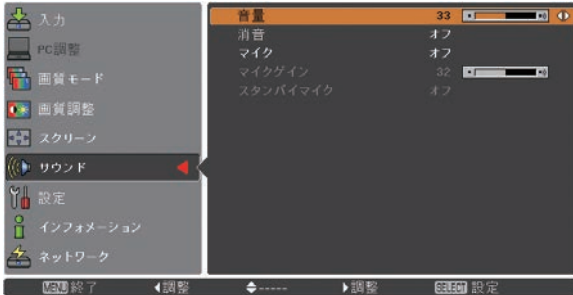 入力
PC調整
画質モード
画質調整
スクリーン
サウンド
設定
インフォメーション
ネットワーク
音量 33
消音 オフ
マイク オフ
マイクゲイン 32
スタンバイマイク オフ
MENU 終了 調整 ----- 調整 SELECT 設定